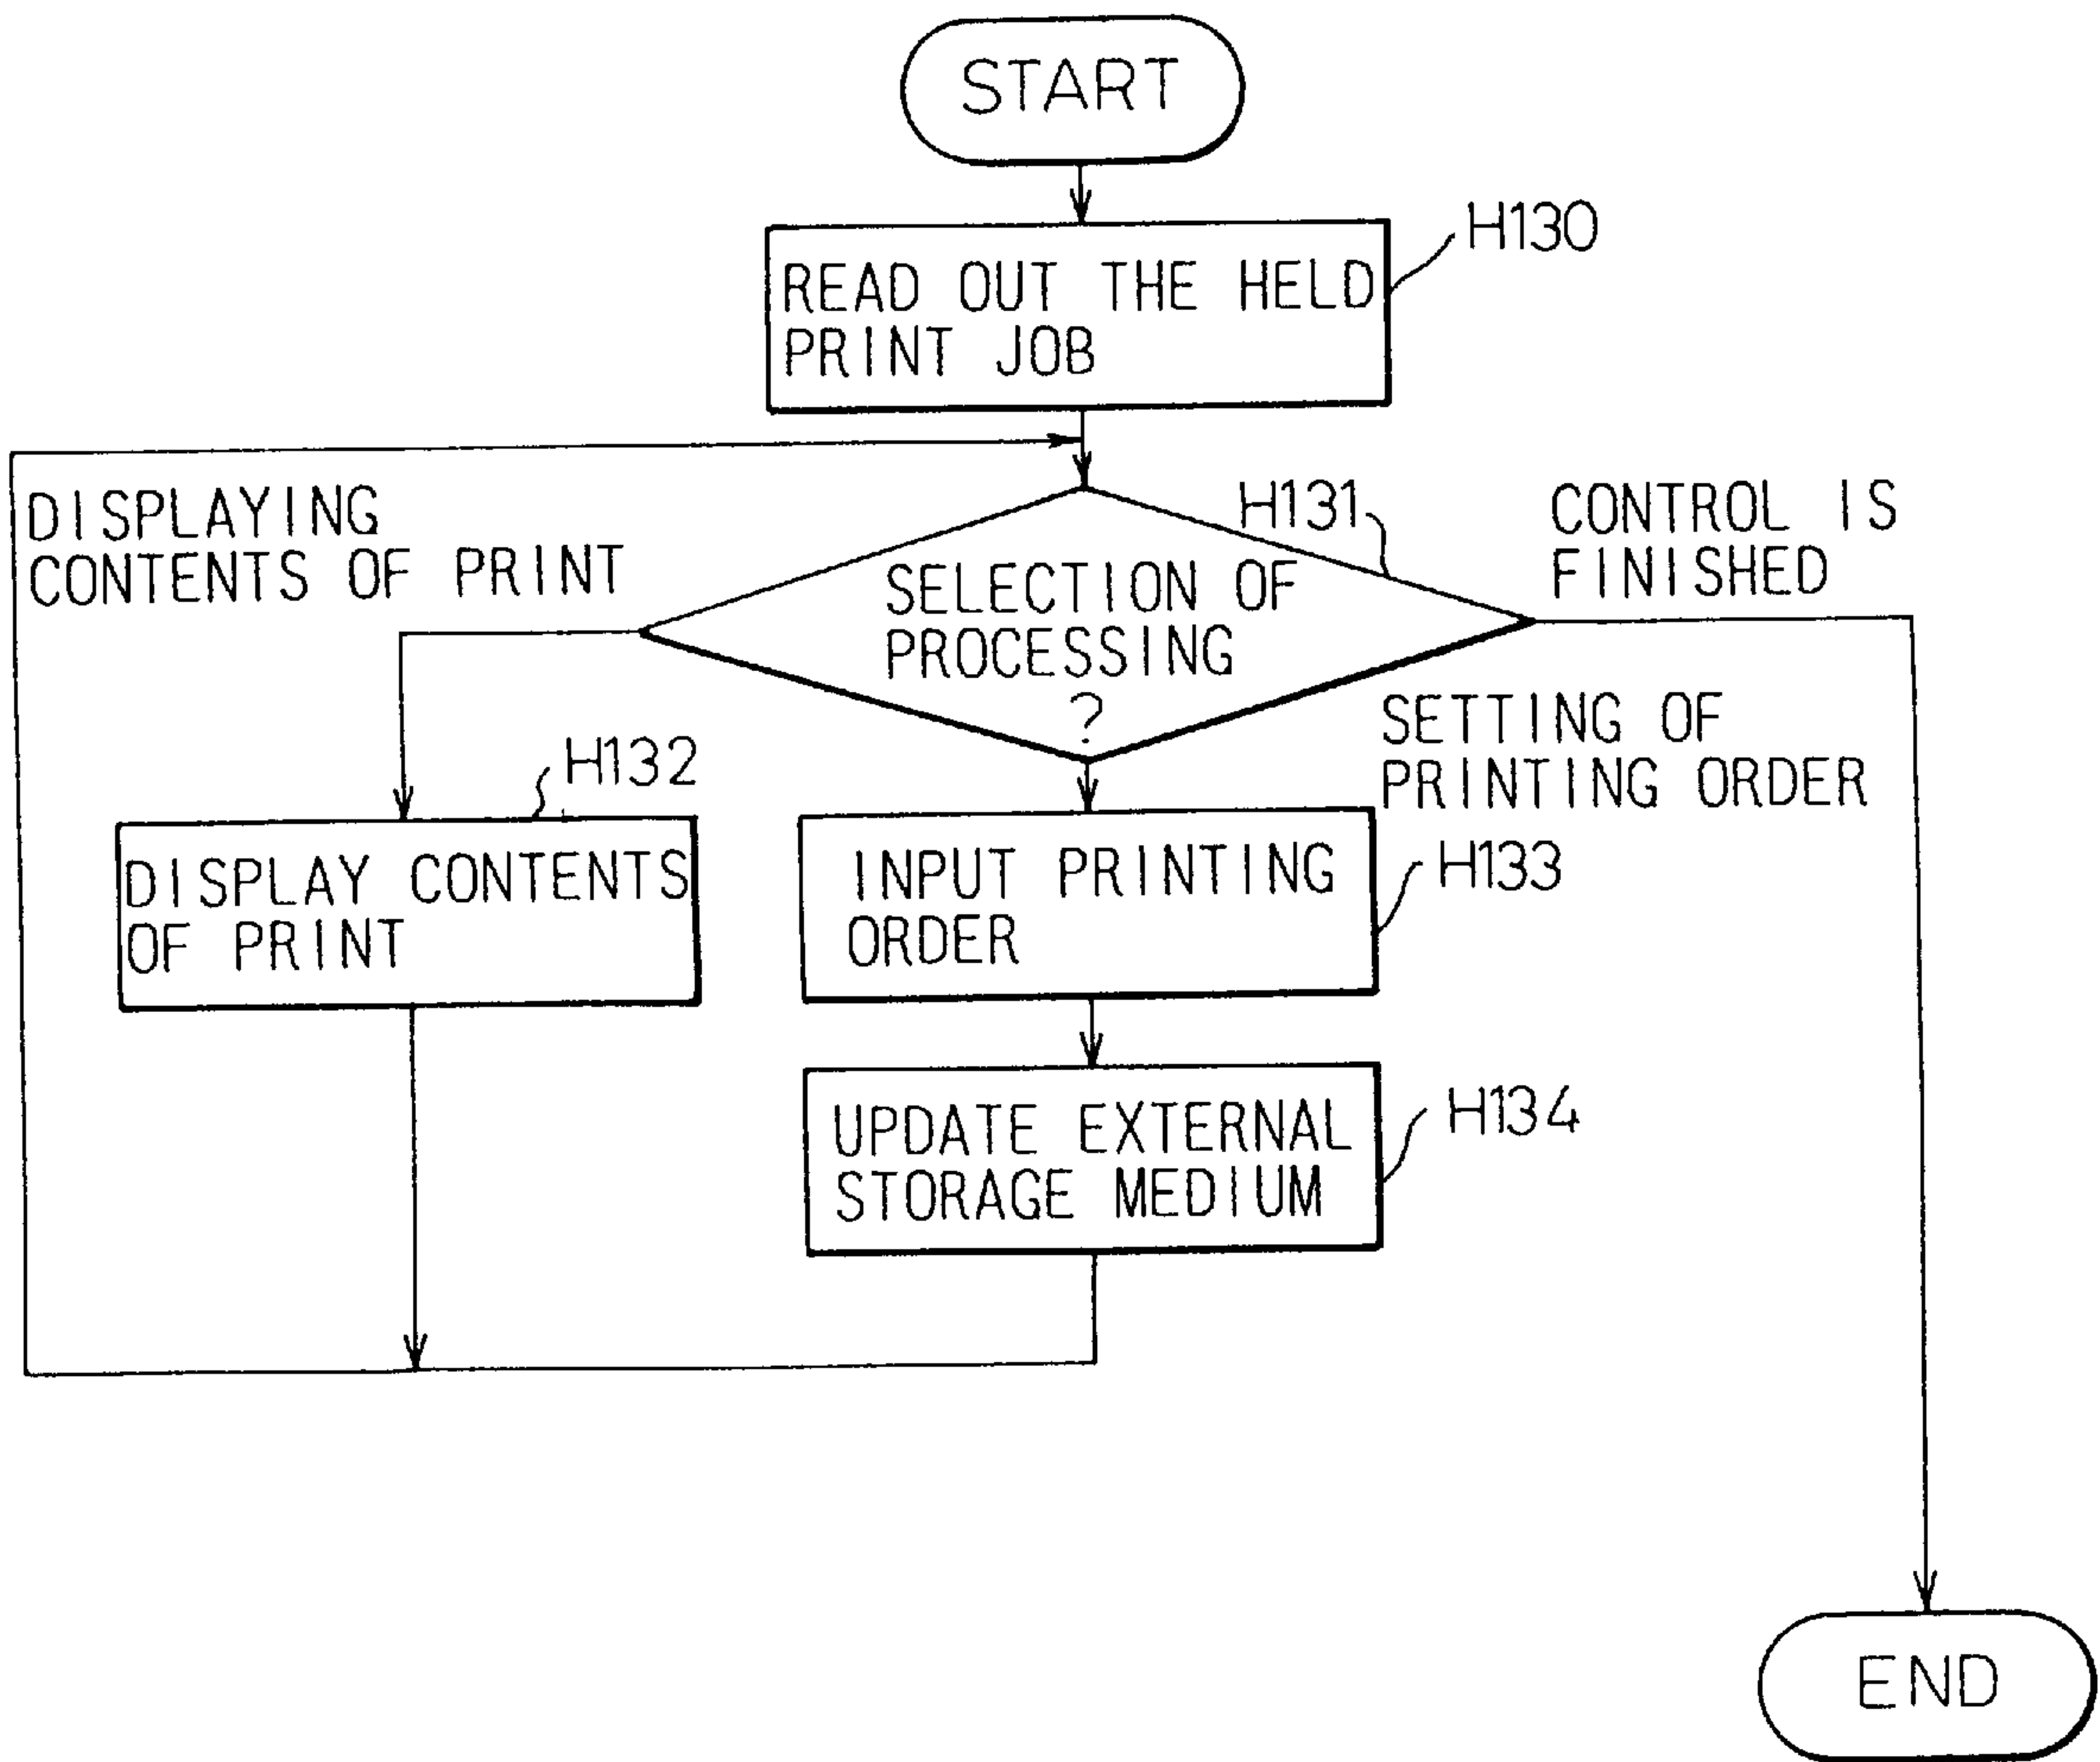 START
H130
READ OUT THE HELD
PRINT JOB
DISPLAYING
CONTENTS OF PRINT
H131
CONTROL IS
FINISHED
SELECTION OF
PROCESSING
?
SETTING OF
PRINTING ORDER
H132
DISPLAY CONTENTS
OF PRINT
H133
INPUT PRINTING
ORDER
H134
UPDATE EXTERNAL
STORAGE MEDIUM
END